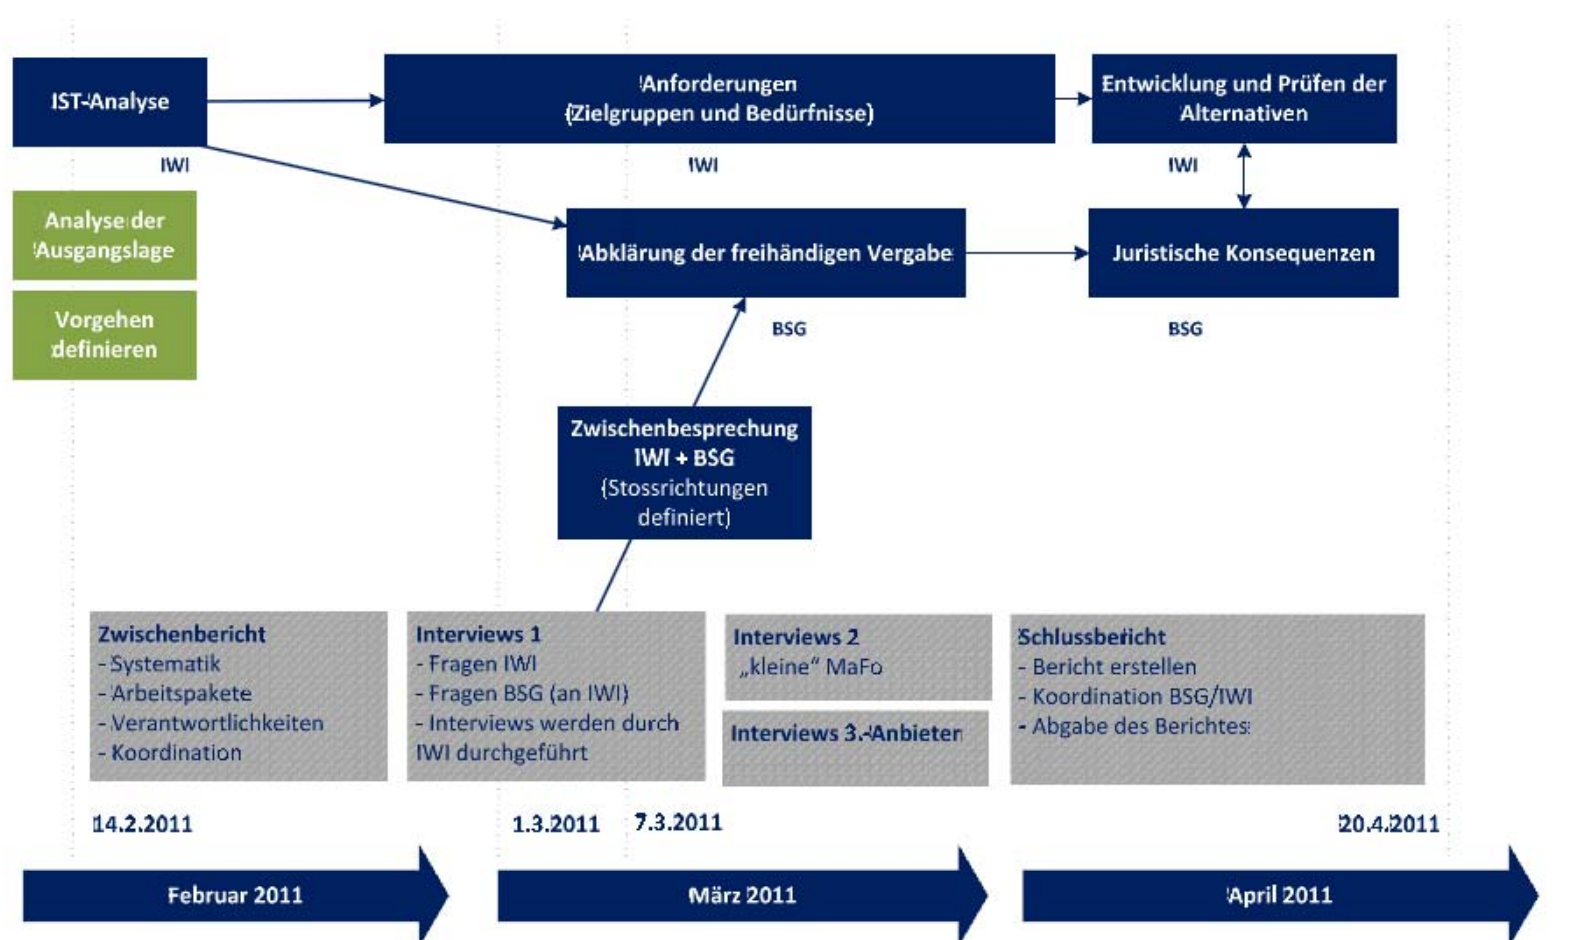 IST-Analyse
IWI
Analyse der
Ausgangslage
Vorgehen
definieren
Anforderungen
(Zielgruppen und Bedürfnisse)
IWI
Entwicklung und Prüfen der
Alternativen
IWI
Abklärung der freihändigen Vergabe
BSG
Juristische Konsequenzen
BSG
Zwischenbesprechung
IWI + BSG
(Stossrichtungen
definiert)
Zwischenbericht
- Systematik
- Arbeitspakete
- Verantwortlichkeiten
- Koordination
Interviews 1
- Fragen IWI
- Fragen BSG (an IWI)
- Interviews werden durch
IWI durchgeführt
Interviews 2
„kleine“ MaFo
Interviews 3.-Anbieter
Schlussbericht
- Bericht erstellen
- Koordination BSG/IWI
- Abgabe des Berichtes
14.2.2011
1.3.2011
7.3.2011
20.4.2011
Februar 2011
März 2011
April 2011